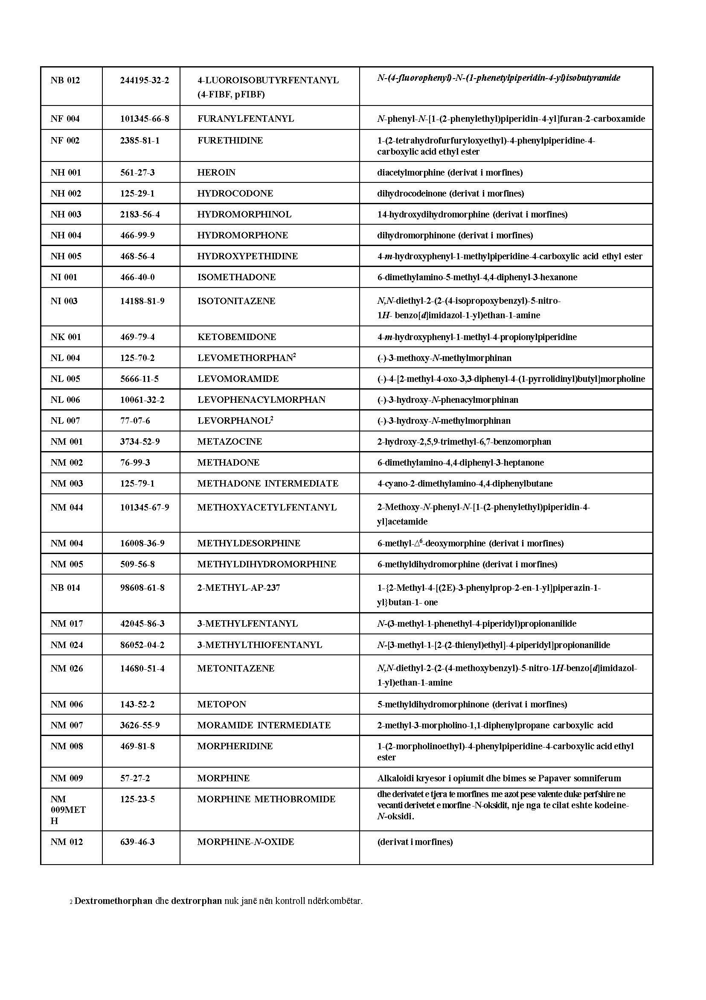 NB 012 244195-32-2 4-LUOROISOBUTYRFENTANYL N-(4-fluorophenyl)-N-(1-phenetylpiperidin-4-yl)isobutyramide
(4-FIBF, pFIBF)
NF 004 101345-66-8 FURANYLFENTANYL N-phenyl-N-[1-(2-phenylethyl)piperidin-4-yl]furan-2-carboxamide
NF 002 2385-81-1 FURETHIDINE 1-(2-tetrahydrofurfuryloxyethyl)-4-phenylpiperidine-4-
carboxylic acid ethyl ester
NH 001 561-27-3 HEROIN diacetylmorphine (derivat i morfines)
NH 002 125-29-1 HYDROCODONE dihydrocodeinone (derivat i morfines)
NH 003 2183-56-4 HYDROMORPHINOL 14-hydroxydihydromorphine (derivat i morfines)
NH 004 466-99-9 HYDROMORPHONE dihydromorphinone (derivat i morfines)
NH 005 468-56-4 HYDROXYPETHIDINE 4-m-hydroxyphenyl-1-methylpiperidine-4-carboxylic acid ethyl ester
NI 001 466-40-0 ISOMETHADONE 6-dimethylamino-5-methyl-4,4-diphenyl-3-hexanone
NI 003 14188-81-9 ISOTONITAZENE N,N-diethyl-2-(2-(4-isopropoxybenzyl)-5-nitro-
1H- benzo[d]imidazol-1-yl)ethan-1-amine
NK 001 469-79-4 KETOBEMIDONE 4-m-hydroxyphenyl-1-methyl-4-propionylpiperidine
NL 004 125-70-2 LEVOMETHORPHAN² (-)-3-methoxy-N-methylmorphinan
NL 005 5666-11-5 LEVOMORAMIDE (-)-4-[2-methyl-4-oxo-3,3-diphenyl-4-(1-pyrrolidinyl)butyl]morpholine
NL 006 10061-32-2 LEVOPHENACYLMORPHAN (-)-3-hydroxy-N-phenacylmorphinan
NL 007 77-07-6 LEVORPHANOL² (-)-3-hydroxy-N-methylmorphinan
NM 001 3734-52-9 METAZOCINE 2-hydroxy-2,5,9-trimethyl-6,7-benzomorphan
NM 002 76-99-3 METHADONE 6-dimethylamino-4,4-diphenyl-3-heptanone
NM 003 125-79-1 METHADONE INTERMEDIATE 4-cyano-2-dimethylamino-4,4-diphenylbutane
NM 044 101345-67-9 METHOXYACETYLFENTANYL 2-Methoxy-N-phenyl-N-[1-(2-phenylethyl)piperidin-4-
yl]acetamide
NM 004 16008-36-9 METHYLDESORPHINE 6-methyl-Δ⁶-deoxymorphine (derivat i morfines)
NM 005 509-56-8 METHYLDIHYDROMORPHINE 6-methyldihydromorphine (derivat i morfines)
NB 014 98608-61-8 2-METHYL-AP-237 1-{2-Methyl-4-[(2E)-3-phenylprop-2-en-1-yl]piperazin-1-
yl}butan-1- one
NM 017 42045-86-3 3-METHYLFENTANYL N-(3-methyl-1-phenethyl-4-piperidyl)propionanilide
NM 024 86052-04-2 3-METHYLTHIOFENTANYL N-[3-methyl-1-[2-(2-thienyl)ethyl]-4-piperidyl]propionanilide
NM 026 14680-51-4 METONITAZENE N,N-diethyl-2-(2-(4-methoxybenzyl)-5-nitro-1H-benzo[d]imidazol-
1-yl)ethan-1-amine
NM 006 143-52-2 METOPON 5-methyldihydromorphinone (derivat i morfines)
NM 007 3626-55-9 MORAMIDE INTERMEDIATE 2-methyl-3-morpholino-1,1-diphenylpropane carboxylic acid
NM 008 469-81-8 MORPHERIDINE 1-(2-morpholinoethyl)-4-phenylpiperidine-4-carboxylic acid ethyl
ester
NM 009 57-27-2 MORPHINE Alkaloidi kryesor i opiumit dhe bimes se Papaver somniferum
NM 125-23-5 MORPHINE METHOBROMIDE dhe derivatet e tjera te morfines me azot pese valente duke perfshire ne
009MET vecanti derivetet e morfine -N-oksidit, nje nga te cilat eshte kodeine-
H N-oksidi.
NM 012 639-46-3 MORPHINE-N-OXIDE (derivat i morfines)
2 Dextromethorphan dhe dextrorphan nuk janë nën kontroll ndërkombëtar.